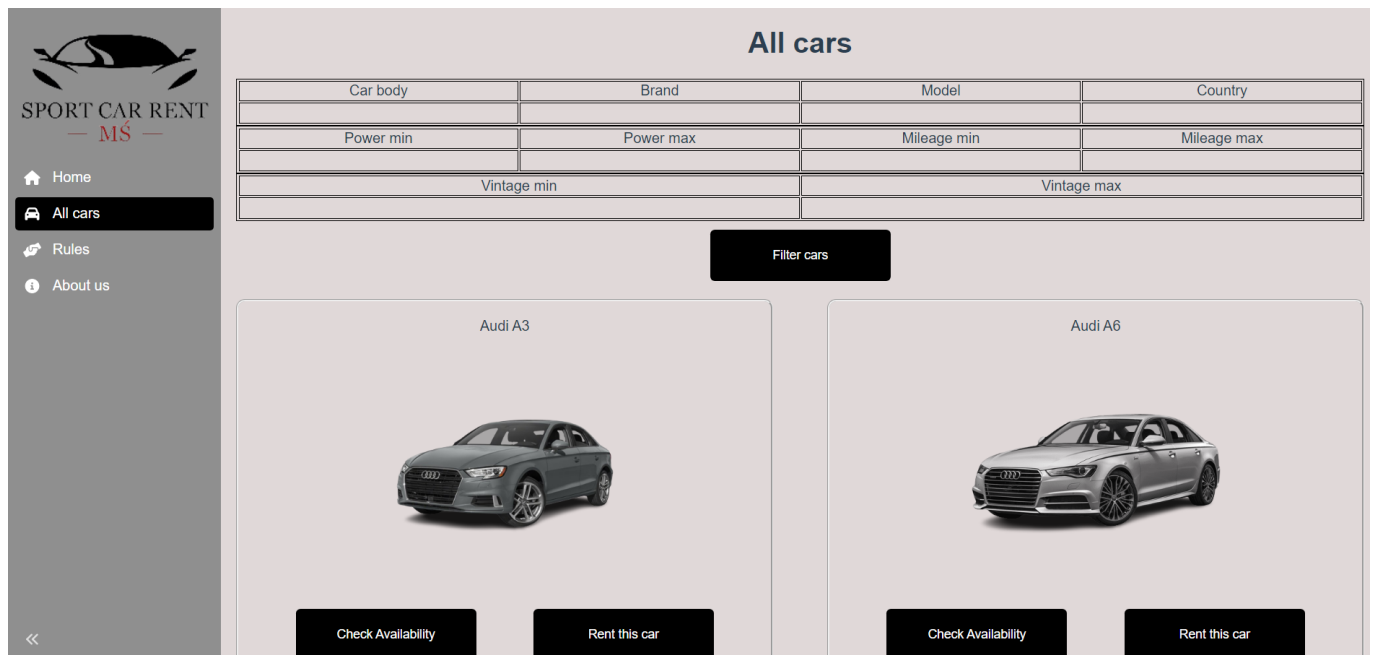 SPORT CAR RENT
— MŚ —
Home
All cars
Rules
About us
All cars
Car body Brand Model Country
Power min Power max Mileage min Mileage max
Vintage min Vintage max
Filter cars
Audi A3 Audi A6
Check Availability Rent this car Check Availability Rent this car